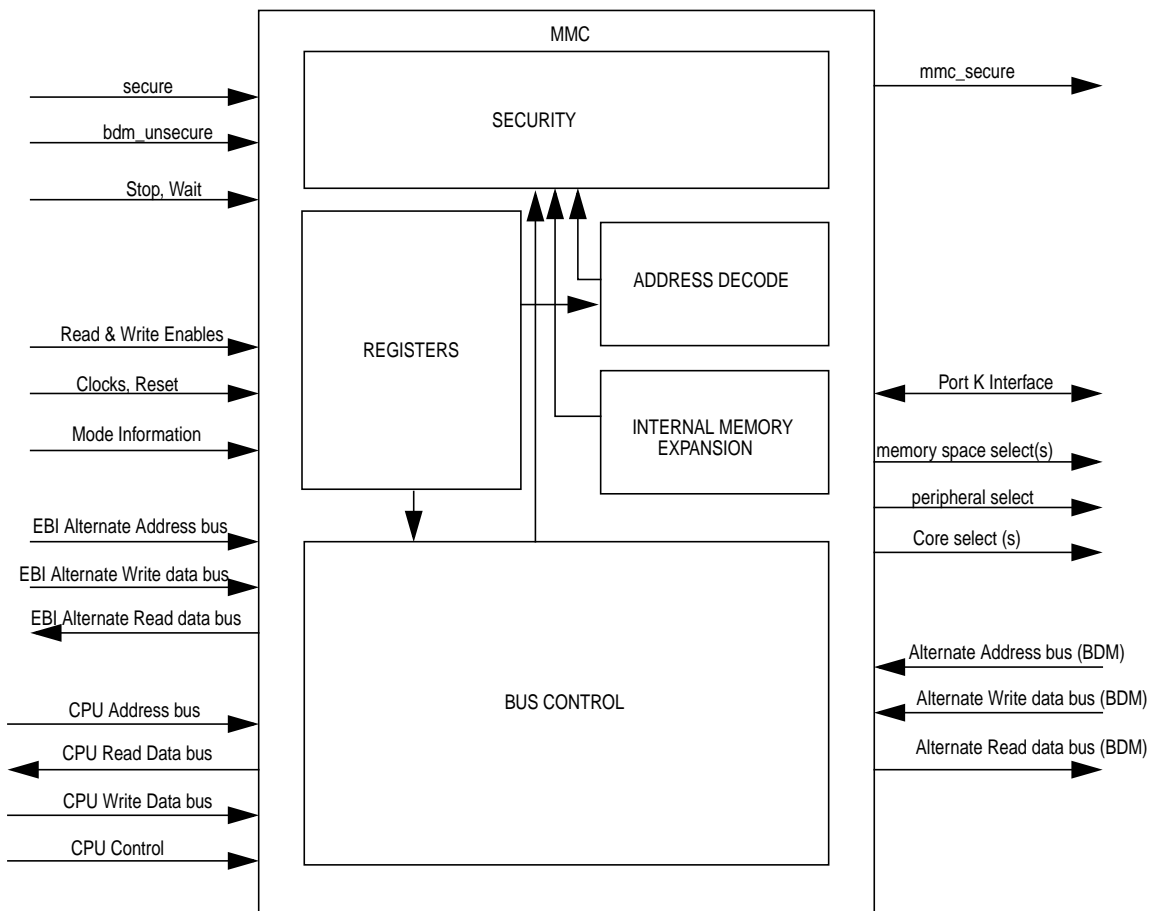 MMC
secure
bdm_unsecure
Stop, Wait
Read & Write Enables
Clocks, Reset
Mode Information
EBI Alternate Address bus
EBI Alternate Write data bus
EBI Alternate Read data bus
CPU Address bus
CPU Read Data bus
CPU Write Data bus
CPU Control
SECURITY
REGISTERS
ADDRESS DECODE
INTERNAL MEMORY
EXPANSION
BUS CONTROL
mmc_secure
Port K Interface
memory space select(s)
peripheral select
Core select (s)
Alternate Address bus (BDM)
Alternate Write data bus (BDM)
Alternate Read data bus (BDM)